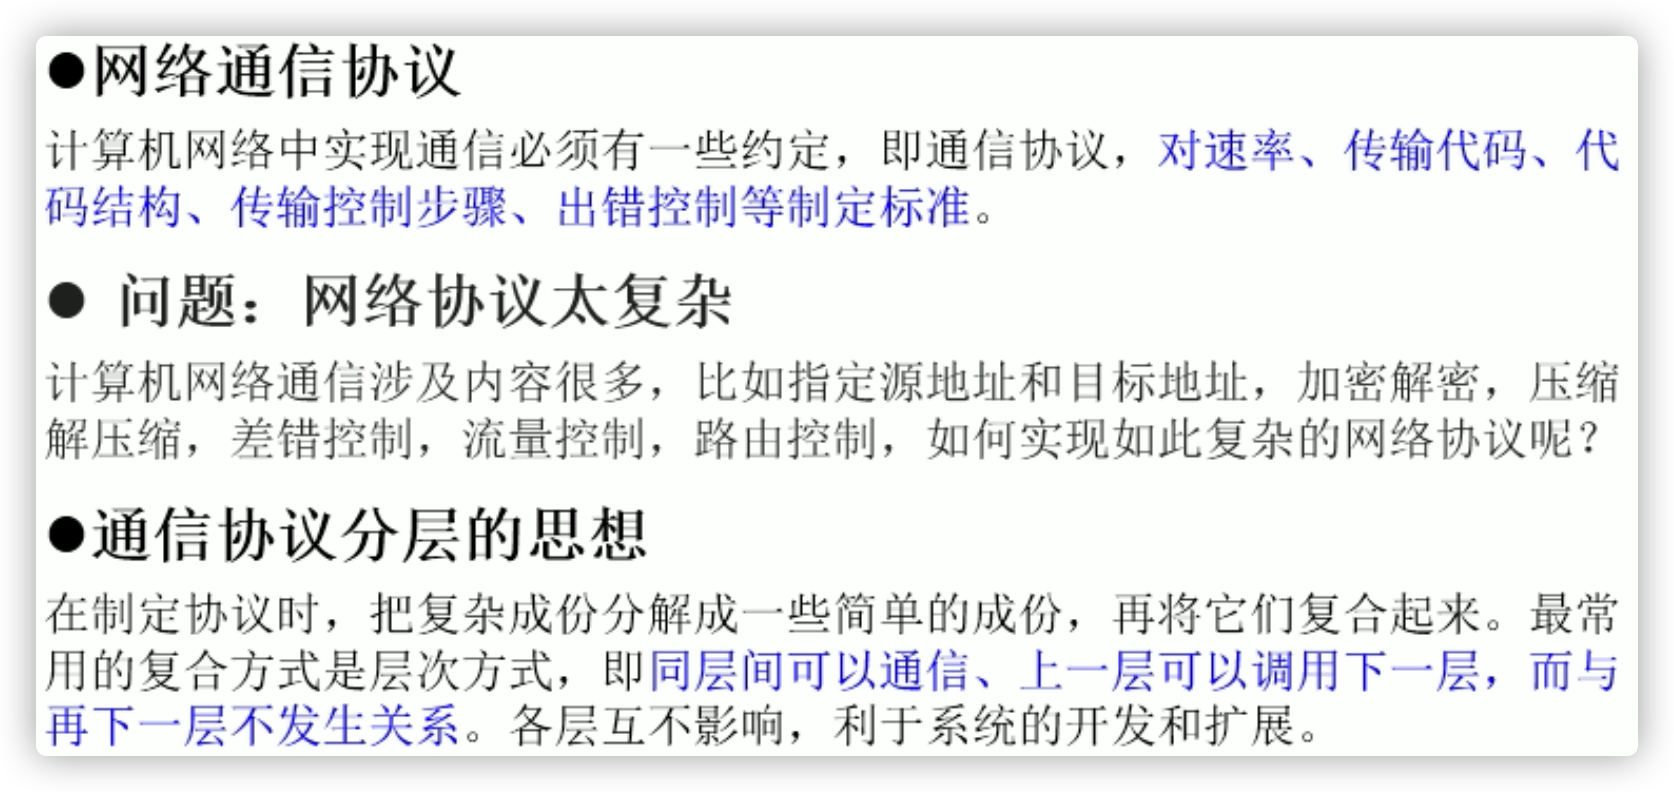 ●网络通信协议
计算机网络中实现通信必须有一些约定，即通信协议，对速率、传输代码、代
码结构、传输控制步骤、出错控制等制定标准。
● 问题：网络协议太复杂
计算机网络通信涉及内容很多，比如指定源地址和目标地址，加密解密，压缩
解压缩，差错控制，流量控制，路由控制，如何实现如此复杂的网络协议呢？
●通信协议分层的思想
在制定协议时，把复杂成份分解成一些简单的成份，再将它们复合起来。最常
用的复合方式是层次方式，即同层间可以通信、上一层可以调用下一层，而与
再下一层不发生关系。各层互不影响，利于系统的开发和扩展。